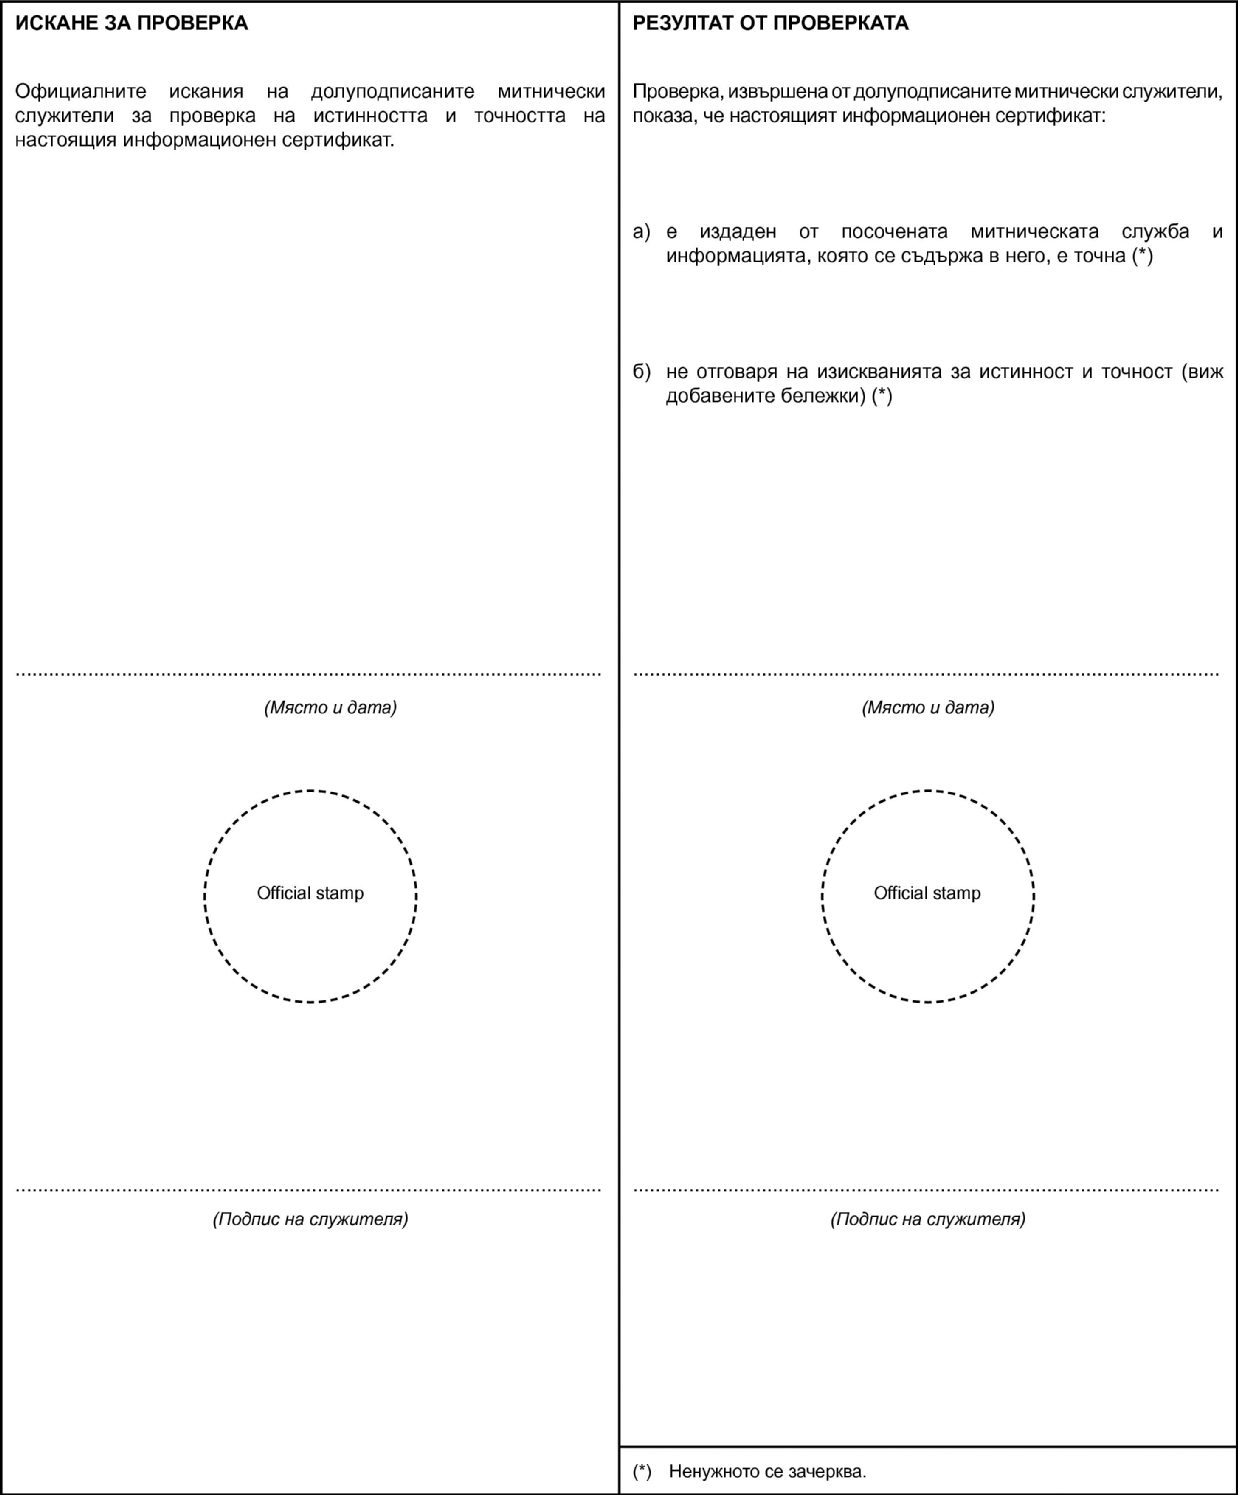 ИСКАНЕ ЗА ПРОВЕРКА
Официалните искания на долуподписаните митнически
служители за проверка на истинността и точността на
настоящия информационен сертификат.
(Място и дата)
Official stamp
(Подпис на служителя)
РЕЗУЛТАТ ОТ ПРОВЕРКАТА
Проверка, извършена от долуподписаните митнически служители,
показа, че настоящият информационен сертификат:
а) е издаден от посочената митническата служба и
информацията, която се съдържа в него, е точна (*)
б) не отговаря на изискванията за истинност и точност (виж
добавените бележки) (*)
(Място и дата)
Official stamp
(Подпис на служителя)
(*) Ненужното се зачерква.